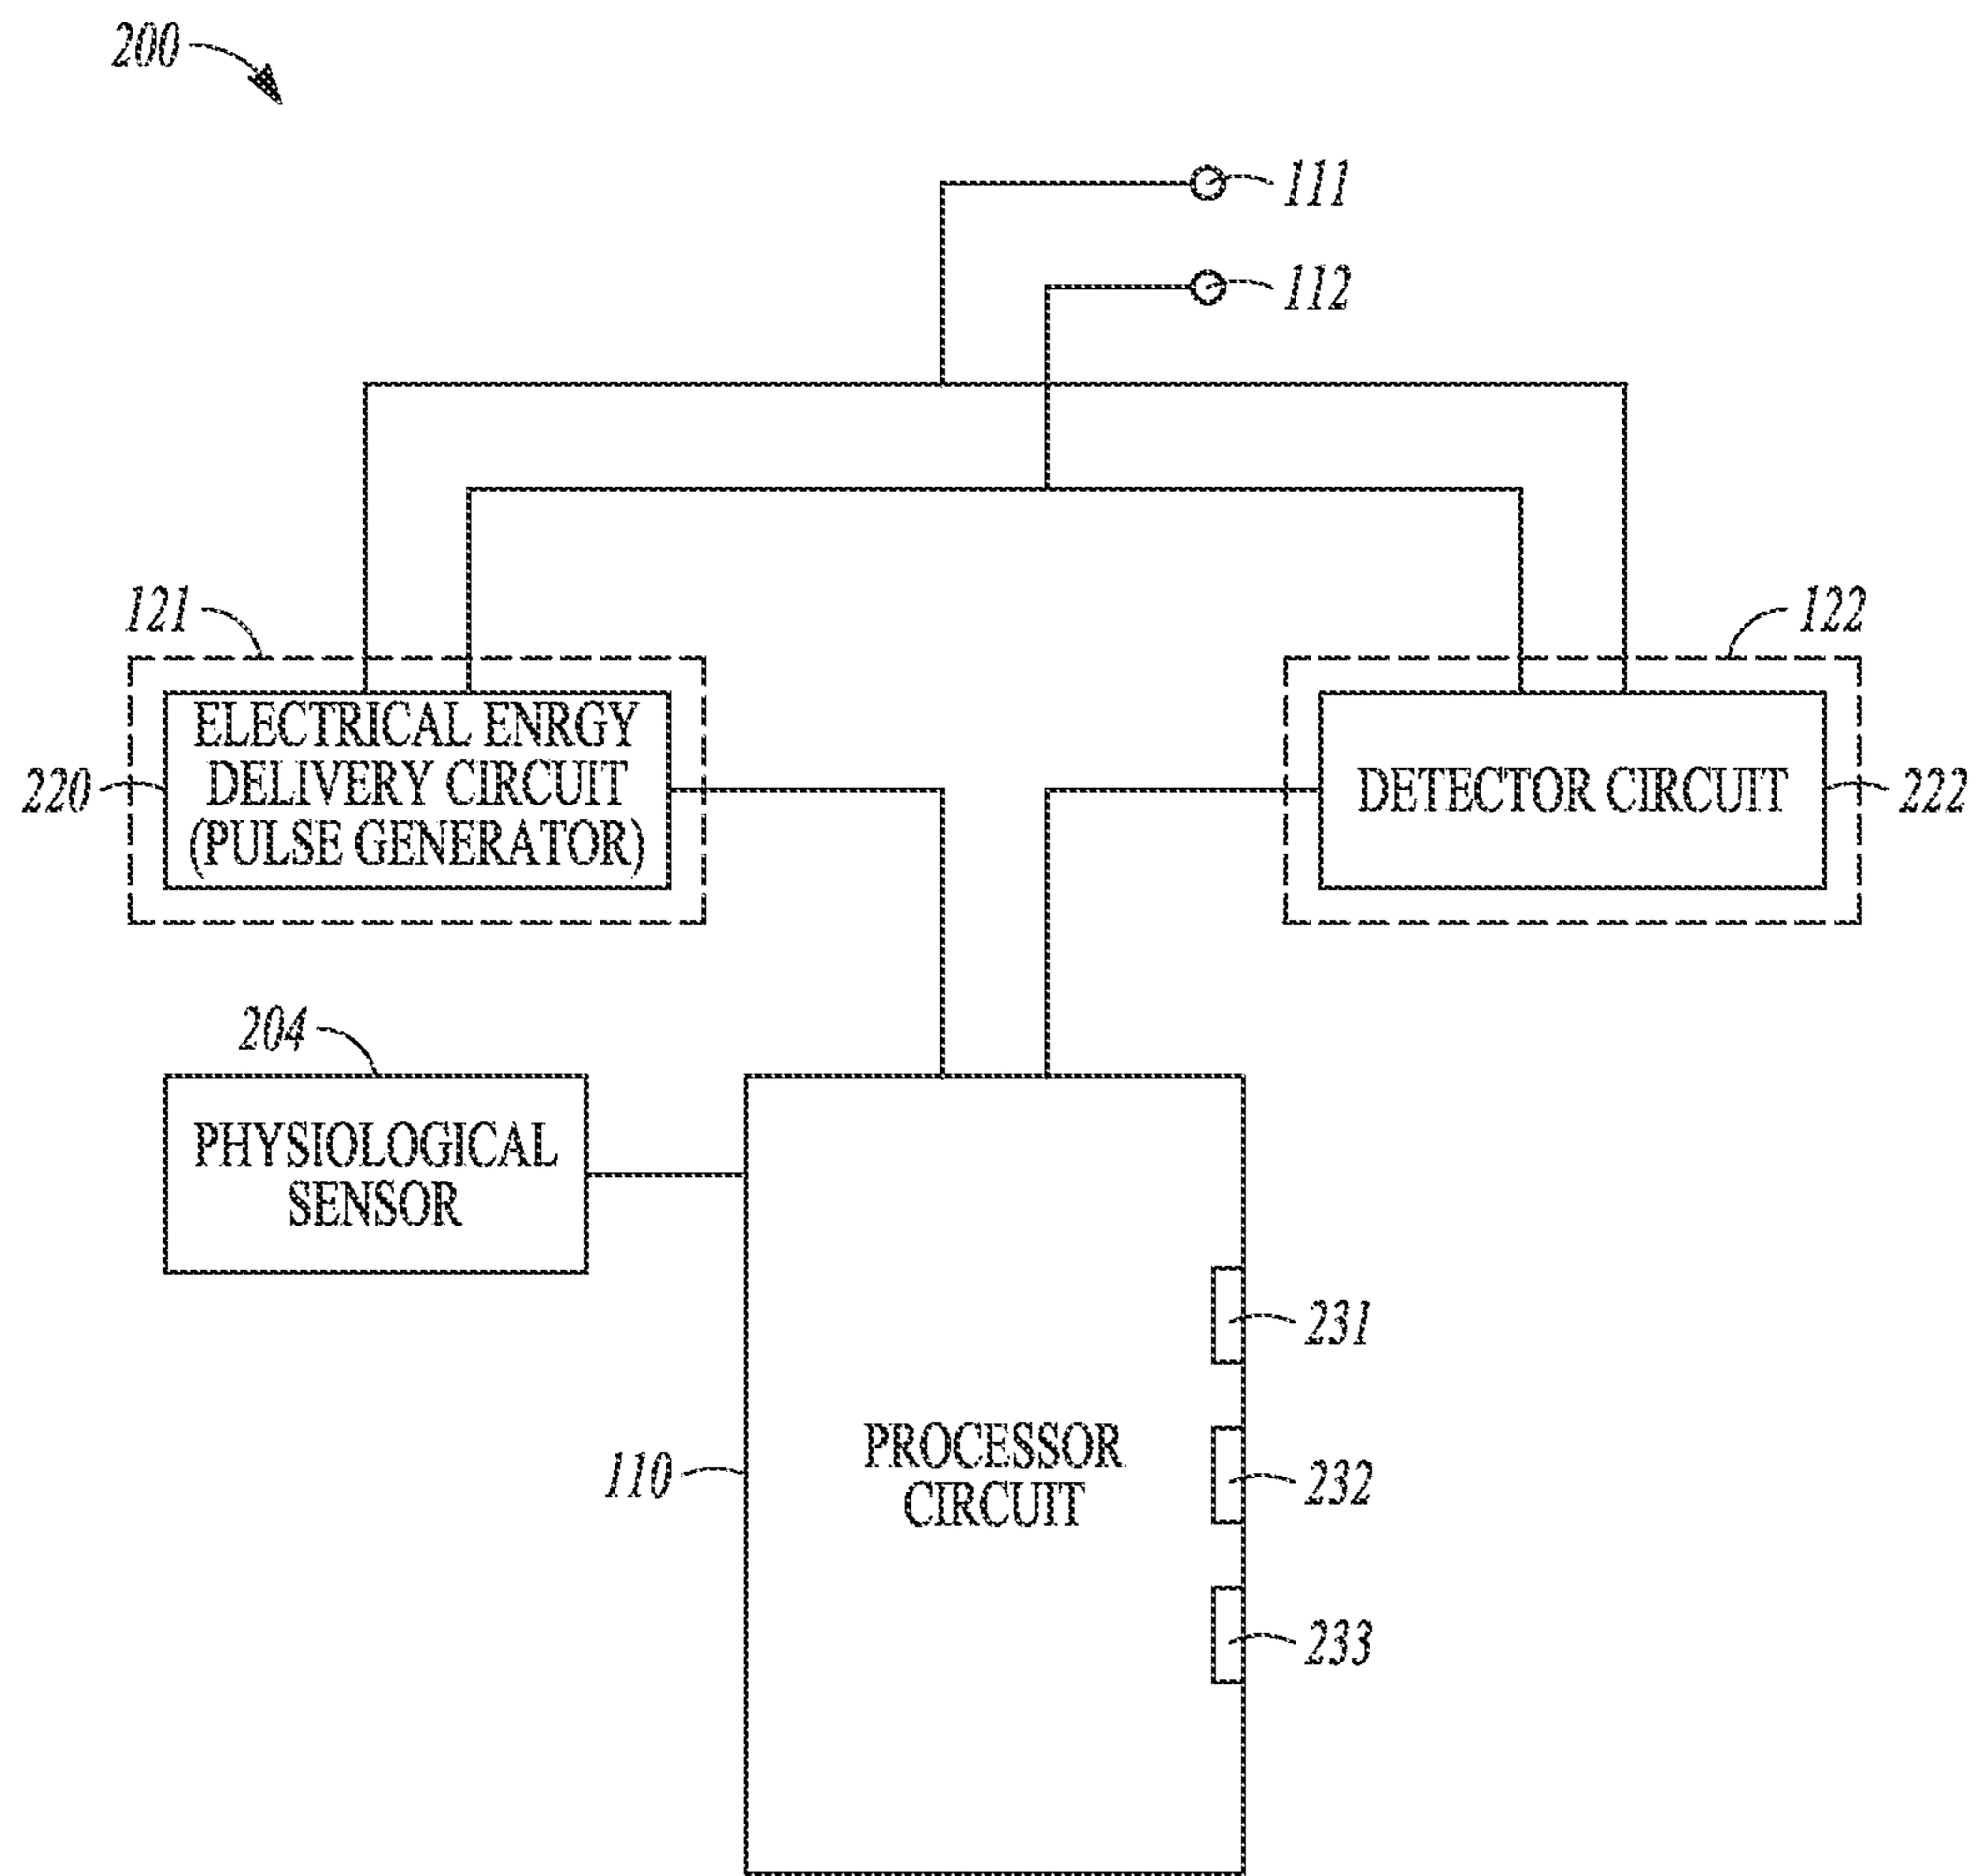 200
111
112
121
122
ELECTRICAL ENRGY
DELIVERY CIRCUIT
(PULSE GENERATOR)
220
DETECTOR CIRCUIT
222
204
PHYSIOLOGICAL
SENSOR
231
PROCESSOR
CIRCUIT
110
232
233